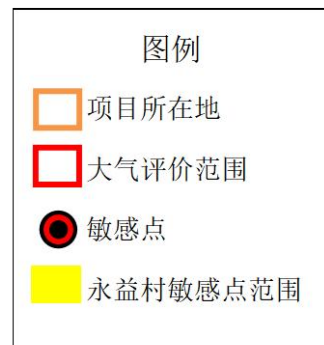 图例
项目所在地
大气评价范围
敏感点
永益村敏感点范围